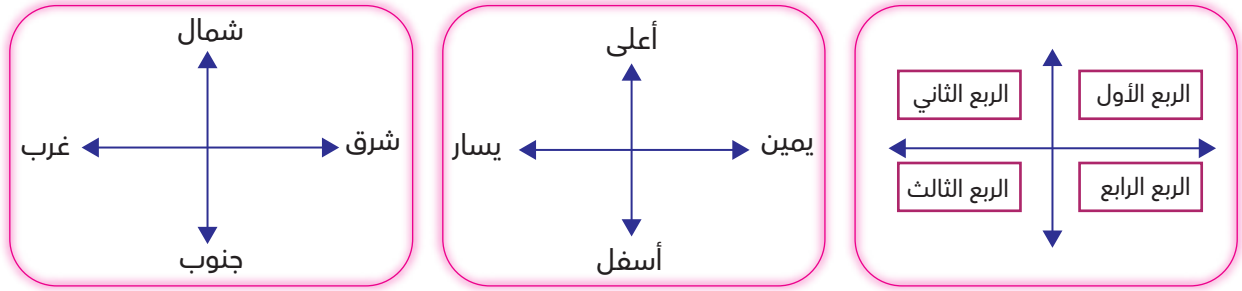 الربع الأول
الربع الثاني
الربع الثالث
الربع الرابع
أعلى
يمين
يسار
أسفل
شمال
شرق
غرب
جنوب